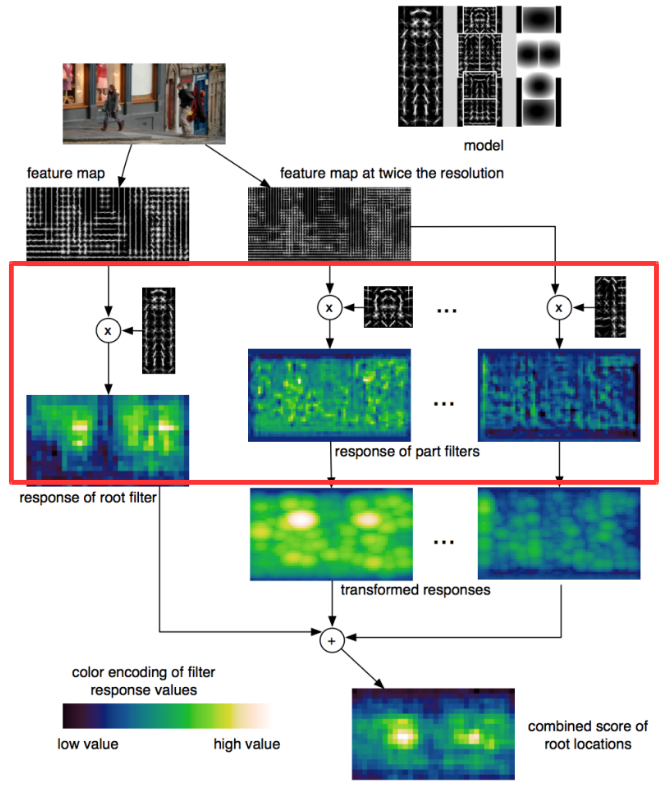 model
feature map
feature map at twice the resolution
x
x
...
x
...
response of part filters
response of root filter
...
transformed responses
+
color encoding of filter
response values
low value
high value
combined score of
root locations